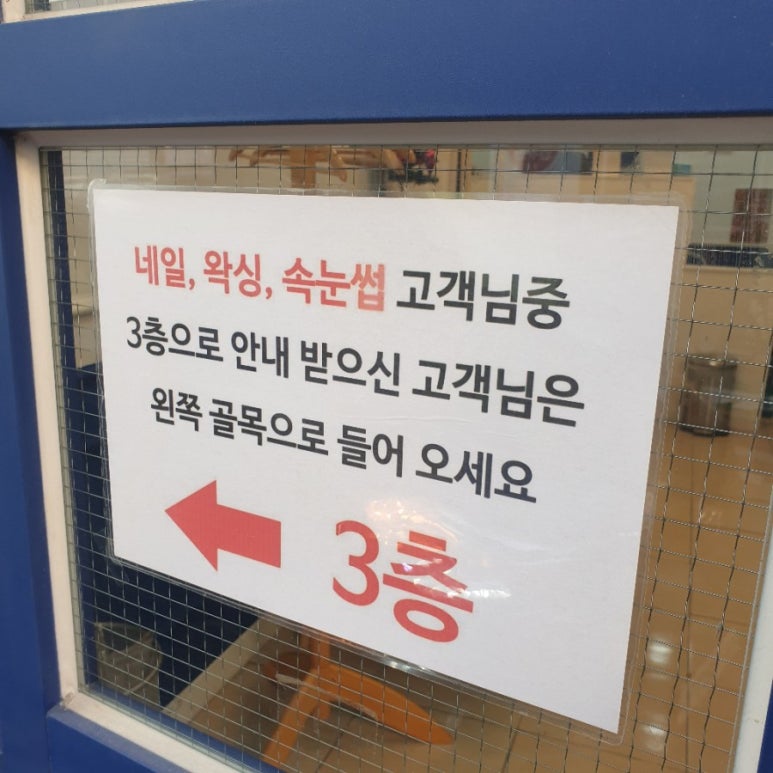 네일, 왁싱, 속눈썹 고객님중
3층으로 안내 받으신 고객님은
왼쪽 골목으로 들어 오세요
3층